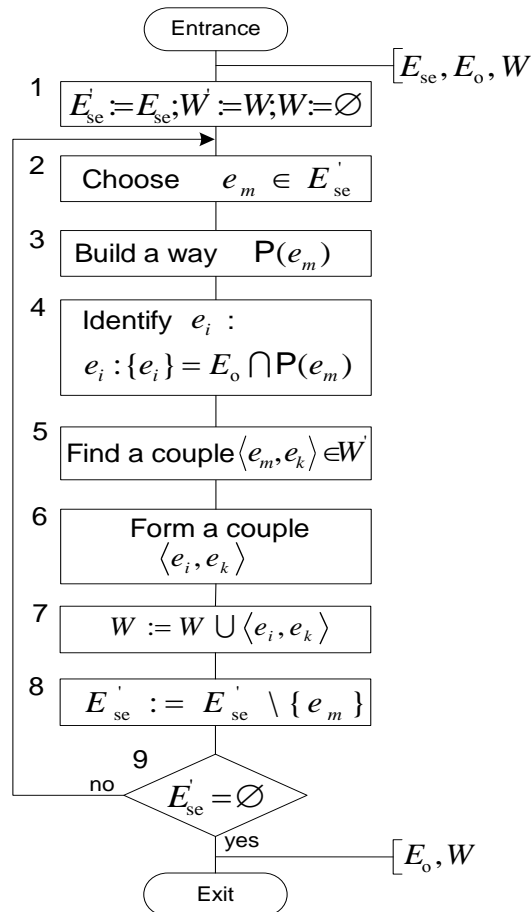 Entrance
E_se, E_o, W
1
E'_se := E_se; W' := W; W := ∅
2
Choose e_m ∈ E'_se
3
Build a way P(e_m)
4
Identify e_i :
e_i : {e_i} = E_o ∩ P(e_m)
5
Find a couple ⟨e_m, e_k⟩ ∈ W'
6
Form a couple
⟨e_i, e_k⟩
7
W := W ∪ ⟨e_i, e_k⟩
8
E'_se := E'_se \ {e_m}
9
no
E'_se = ∅
yes
E_o, W
Exit